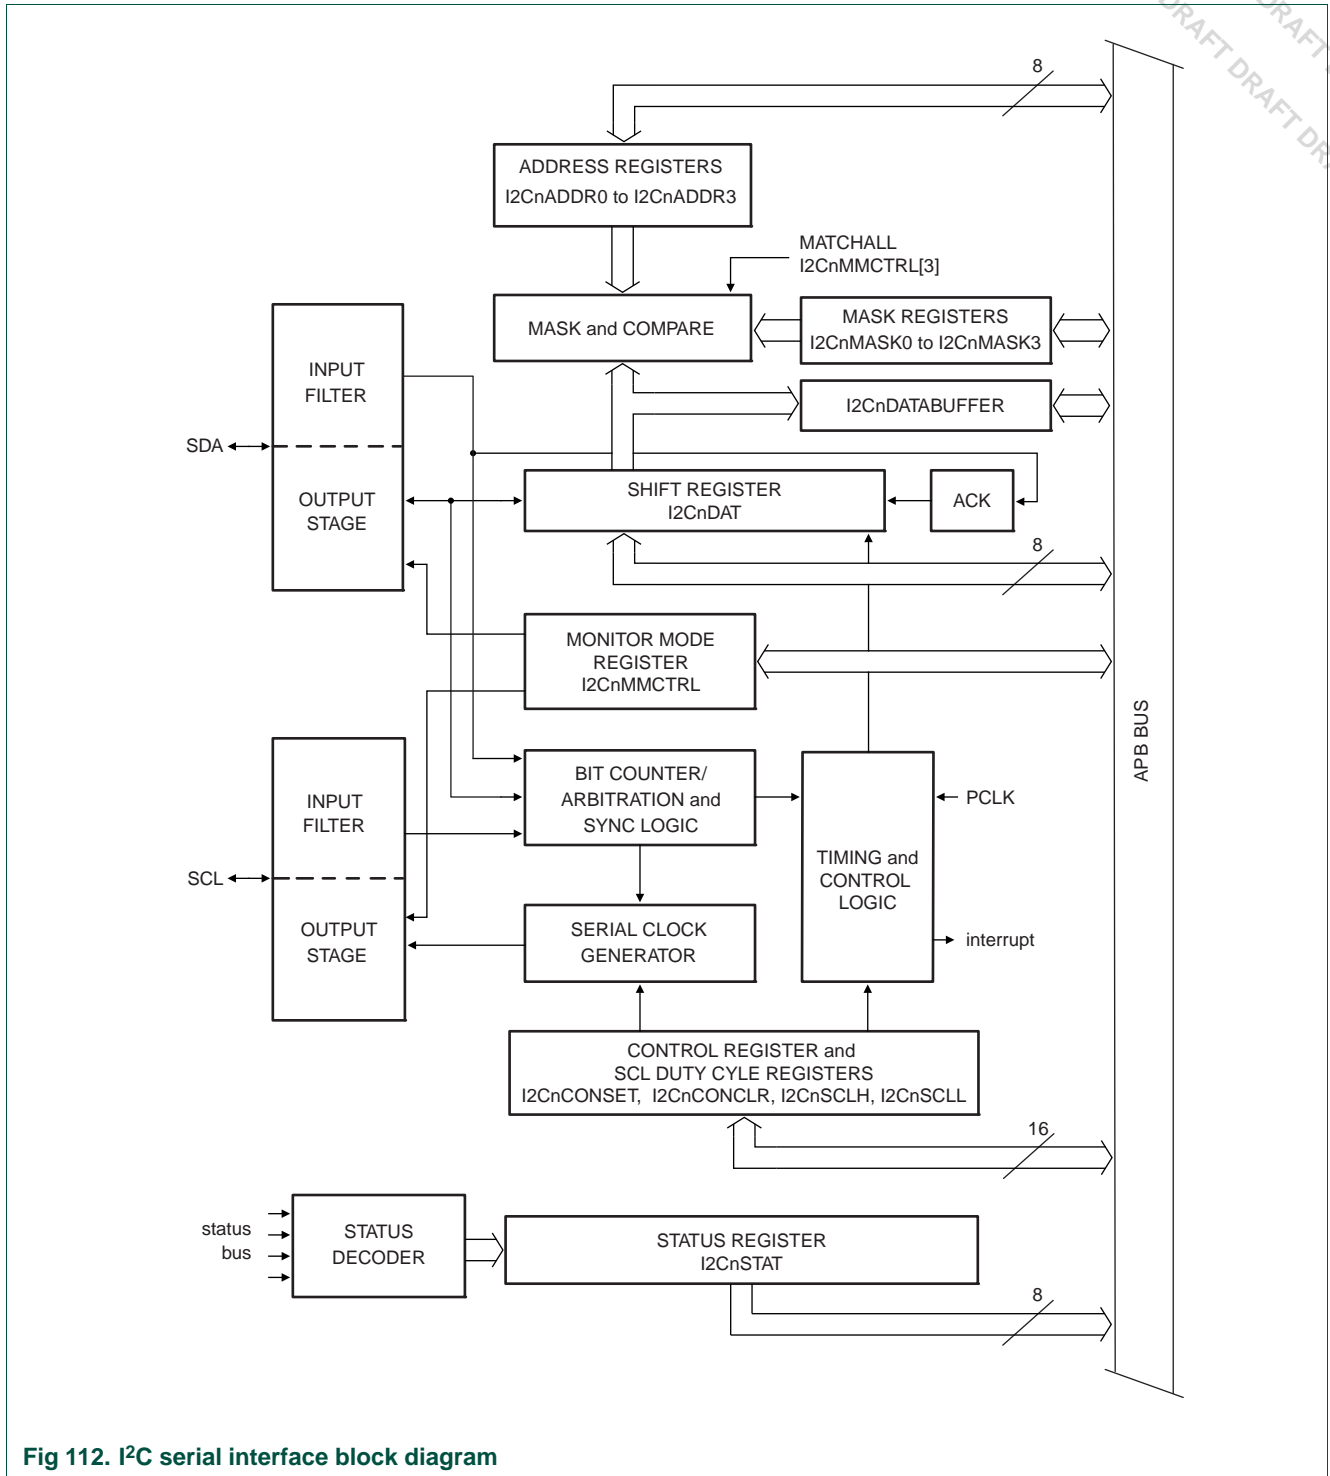 DRAFT DRAFT DRA
DRAFT
8
ADDRESS REGISTERS
I2CnADDR0 to I2CnADDR3
MATCHALL
I2CnMMCTRL[3]
MASK and COMPARE
MASK REGISTERS
I2CnMASK0 to I2CnMASK3
INPUT
FILTER
I2CnDATABUFFER
SDA
OUTPUT
STAGE
SHIFT REGISTER
I2CnDAT
ACK
8
MONITOR MODE
REGISTER
I2CnMMCTRL
APB BUS
BIT COUNTER/
ARBITRATION and
SYNC LOGIC
PCLK
INPUT
FILTER
TIMING and
CONTROL
LOGIC
SCL
OUTPUT
STAGE
SERIAL CLOCK
GENERATOR
interrupt
CONTROL REGISTER and
SCL DUTY CYLE REGISTERS
I2CnCONSET, I2CnCONCLR, I2CnSCLH, I2CnSCLL
16
status
bus
STATUS
DECODER
STATUS REGISTER
I2CnSTAT
8
Fig 112. I²C serial interface block diagram